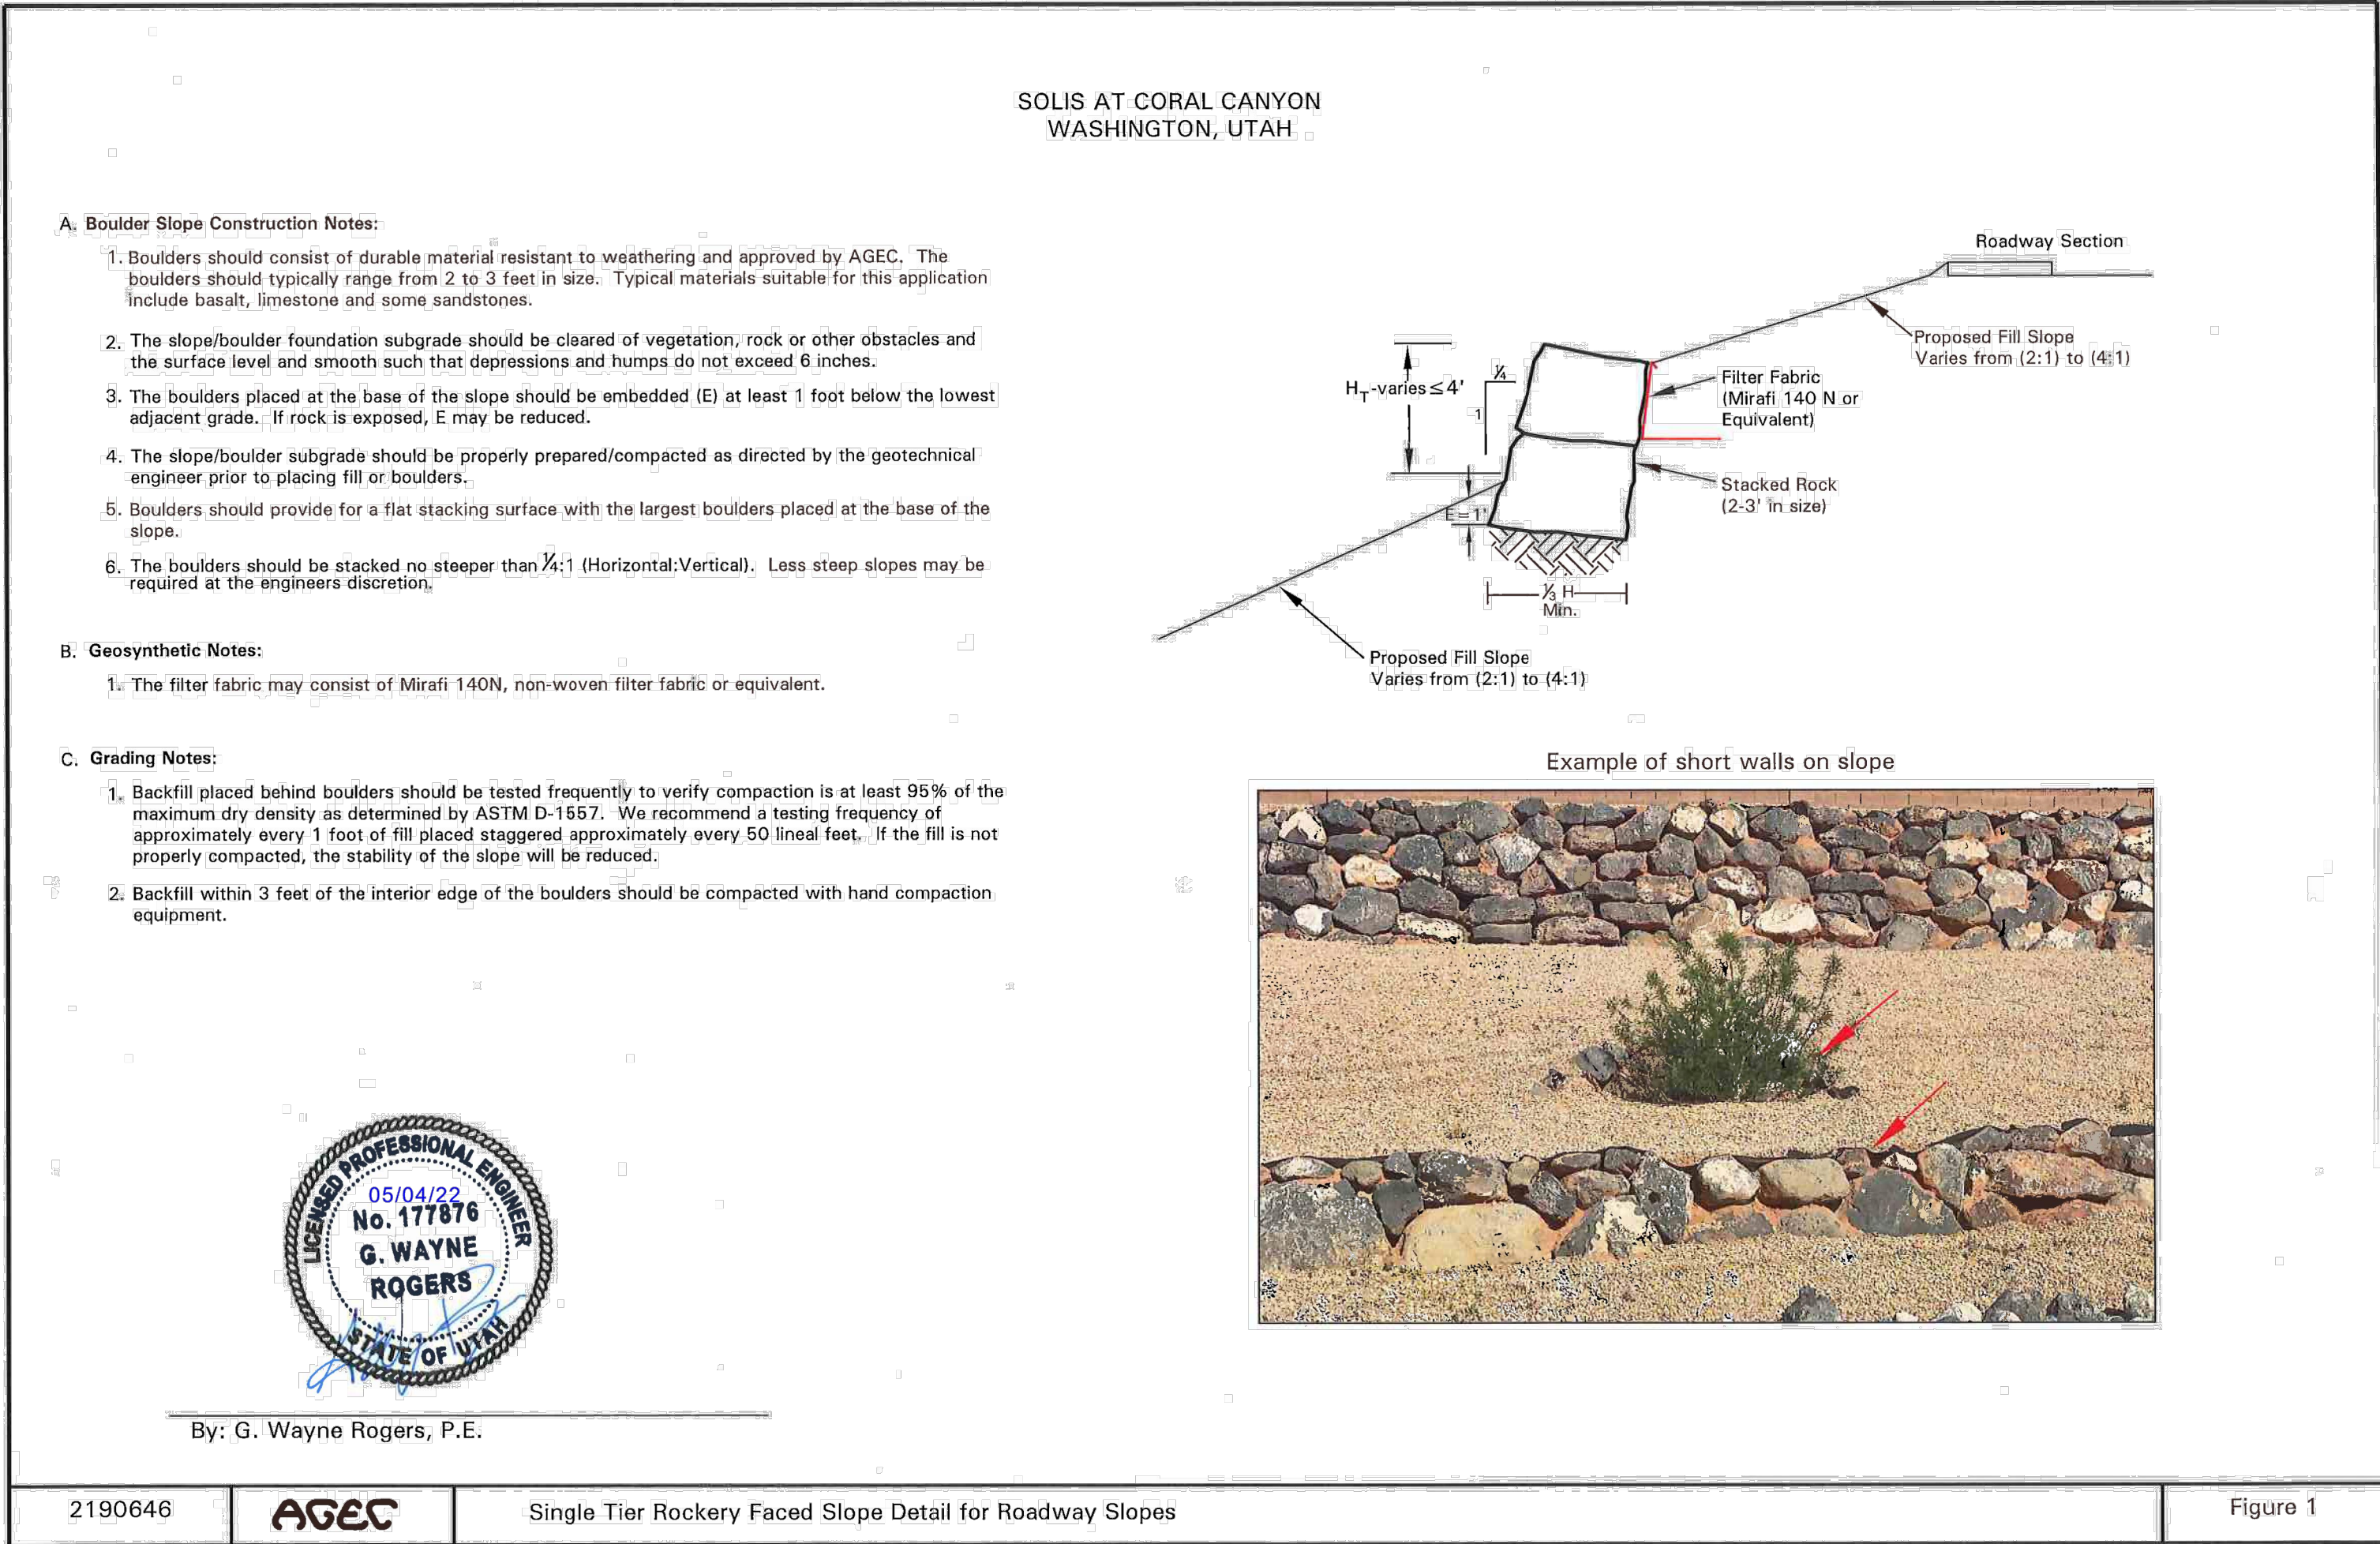 SOLIS AT CORAL CANYON
WASHINGTON, UTAH
A. Boulder Slope Construction Notes:
1. Boulders should consist of durable material resistant to weathering and approved by AGEC. The
boulders should typically range from 2 to 3 feet in size. Typical materials suitable for this application
include basalt, limestone and some sandstones.
2. The slope/boulder foundation subgrade should be cleared of vegetation, rock or other obstacles and
the surface level and smooth such that depressions and humps do not exceed 6 inches.
3. The boulders placed at the base of the slope should be embedded (E) at least 1 foot below the lowest
adjacent grade. If rock is exposed, E may be reduced.
4. The slope/boulder subgrade should be properly prepared/compacted as directed by the geotechnical
engineer prior to placing fill or boulders.
5. Boulders should provide for a flat stacking surface with the largest boulders placed at the base of the
slope.
6. The boulders should be stacked no steeper than ¼:1 (Horizontal:Vertical). Less steep slopes may be
required at the engineers discretion.
B. Geosynthetic Notes:
1. The filter fabric may consist of Mirafi 140N, non-woven filter fabric or equivalent.
C. Grading Notes:
1. Backfill placed behind boulders should be tested frequently to verify compaction is at least 95% of the
maximum dry density as determined by ASTM D-1557. We recommend a testing frequency of
approximately every 1 foot of fill placed staggered approximately every 50 lineal feet. If the fill is not
properly compacted, the stability of the slope will be reduced.
2. Backfill within 3 feet of the interior edge of the boulders should be compacted with hand compaction
equipment.
Roadway Section
Proposed Fill Slope
Varies from (2:1) to (4:1)
HT-varies ≤ 4'
¼
1
Filter Fabric
(Mirafi 140 N or
Equivalent)
Stacked Rock
(2-3' in size)
E = 1'
⅓ H
Min.
Proposed Fill Slope
Varies from (2:1) to (4:1)
Example of short walls on slope
LICENSED PROFESSIONAL ENGINEER
05/04/22
No. 177876
G. WAYNE
ROGERS
STATE OF UTAH
By: G. Wayne Rogers, P.E.
2190646
AGEC
Single Tier Rockery Faced Slope Detail for Roadway Slopes
Figure 1